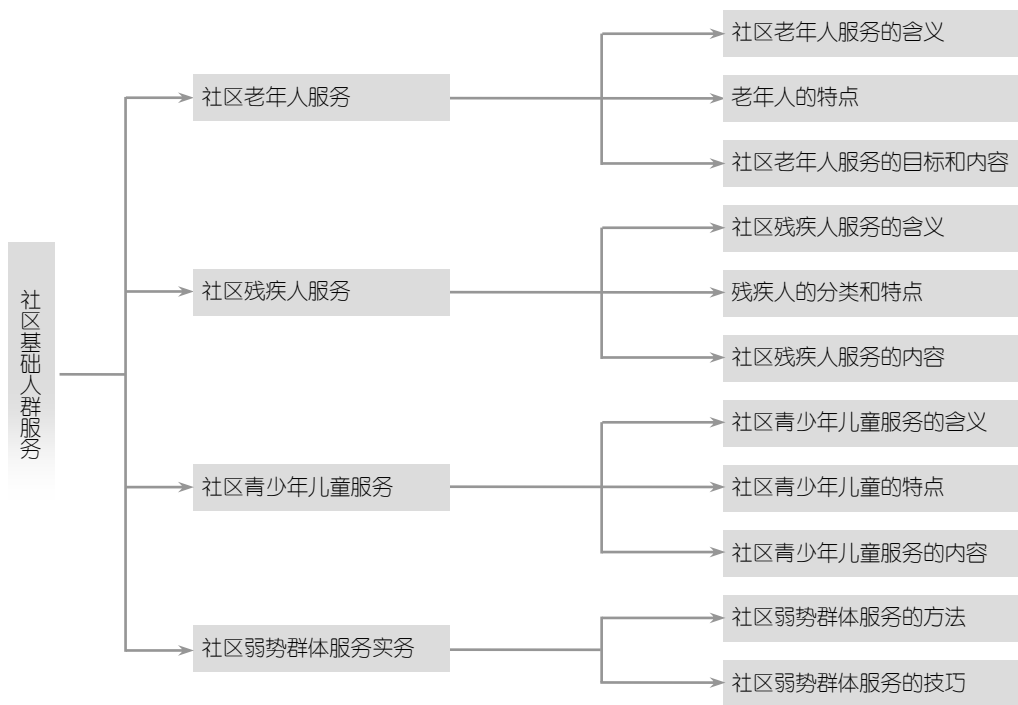 社区基础人群服务
社区老年人服务
社区老年人服务的含义
老年人的特点
社区老年人服务的目标和内容
社区残疾人服务
社区残疾人服务的含义
残疾人的分类和特点
社区残疾人服务的内容
社区青少年儿童服务
社区青少年儿童服务的含义
社区青少年儿童的特点
社区青少年儿童服务的内容
社区弱势群体服务实务
社区弱势群体服务的方法
社区弱势群体服务的技巧